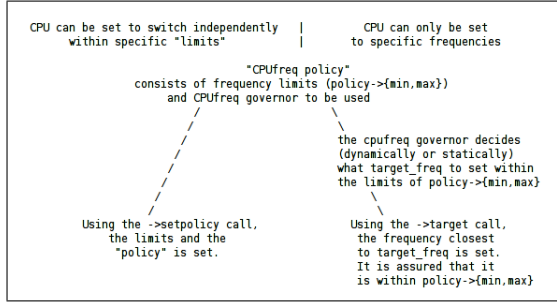 CPU can be set to switch independently | CPU can only be set
within specific "limits" | to specific frequencies
"CPUfreq policy"
consists of frequency limits (policy->{min,max})
and CPUfreq governor to be used
/ \
/ \
/ the cpufreq governor decides
/ (dynamically or statically)
/ what target_freq to set within
/ the limits of policy->{min,max}
/ \
/ \
Using the ->setpolicy call, Using the ->target call,
the limits and the the frequency closest
"policy" is set. to target_freq is set.
It is assured that it
is within policy->{min,max}